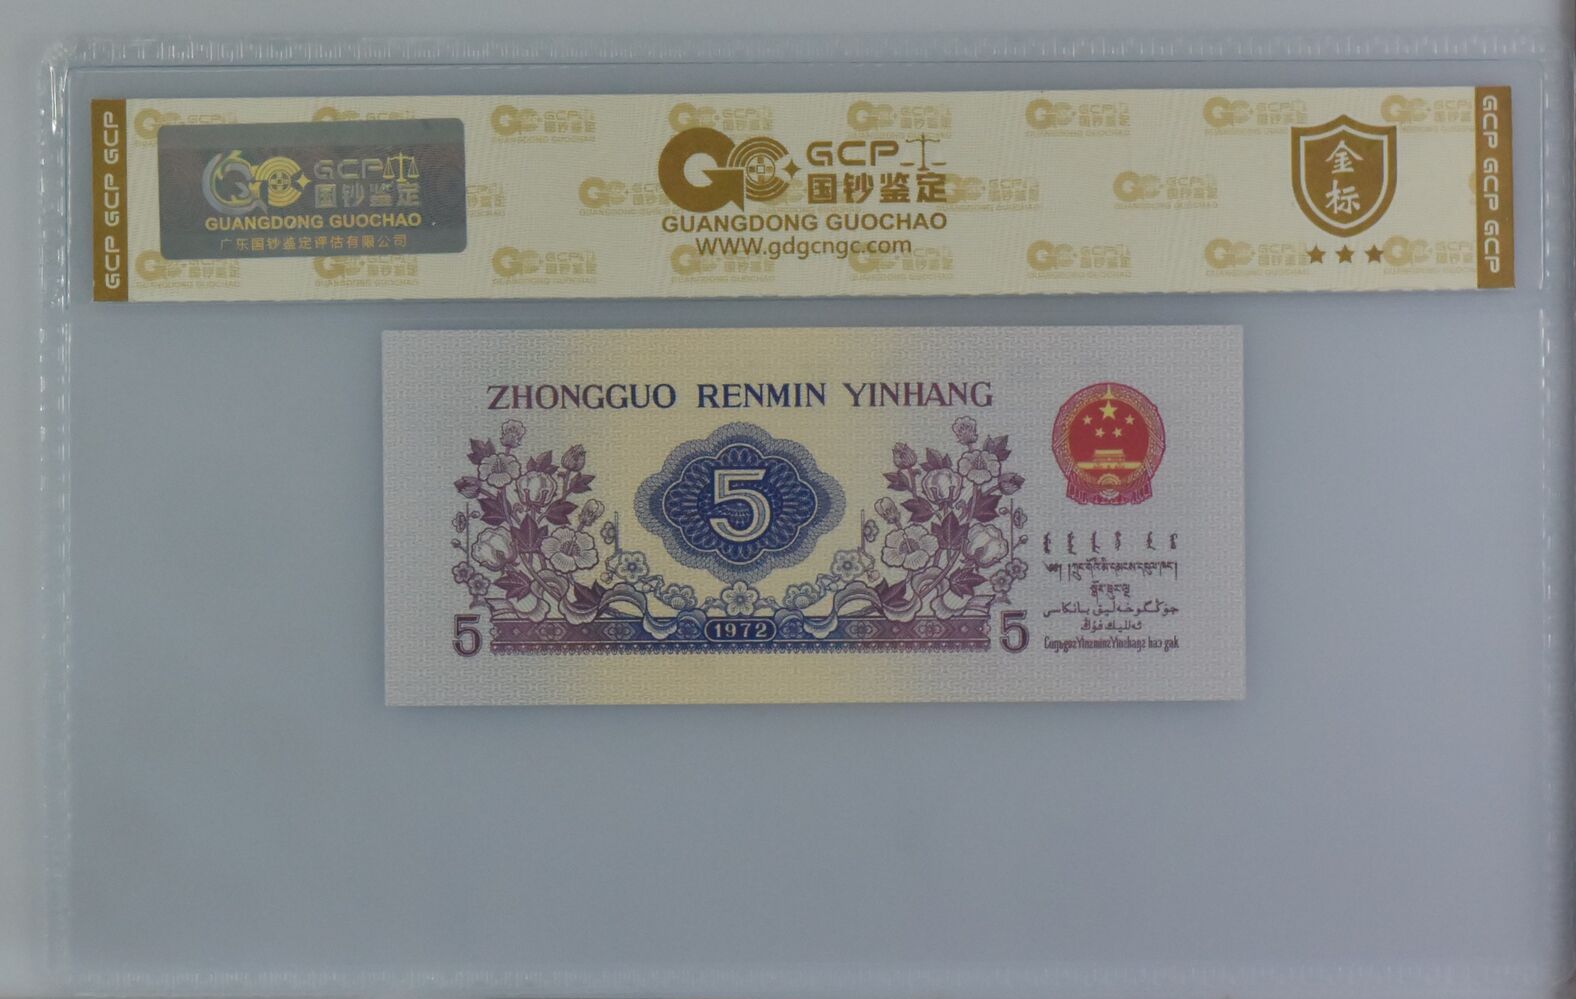 GCP GCP GCP
GCP 国钞鉴定
GUANGDONG GUOCHAO
广东国钞鉴定评估有限公司
GCP
国钞鉴定
GUANGDONG GUOCHAO
WWW.gdgcngc.com
金标
GCP GCP GCP
ZHONGGUO RENMIN YINHANG
5
5
1972
5